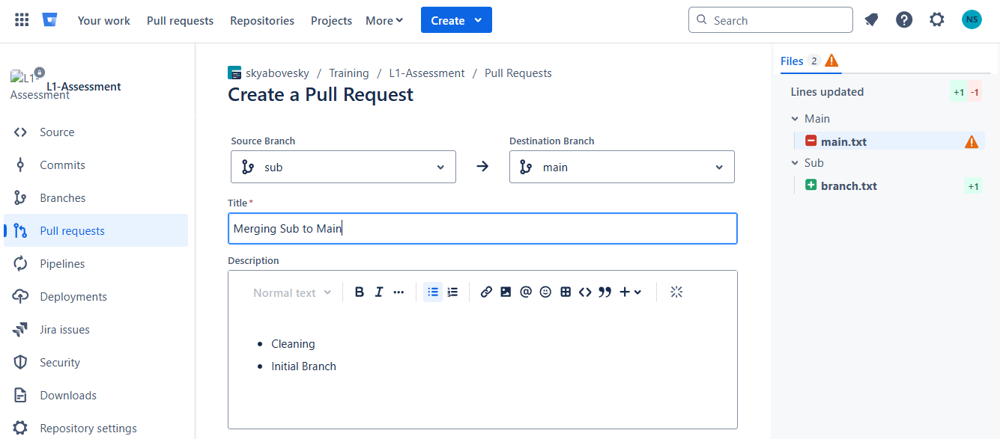 Your work Pull requests Repositories Projects More Create Search NS
L1-
Assessment
L1-Assessment
Source
Commits
Branches
Pull requests
Pipelines
Deployments
Jira issues
Security
Downloads
Repository settings
skyabovesky / Training / L1-Assessment / Pull Requests
Create a Pull Request
Source Branch Destination Branch
sub main
Title *
Merging Sub to Main
Description
Normal text B I ••• @ <> +
• Cleaning
• Initial Branch
Files 2
Lines updated +1 -1
Main
main.txt
Sub
branch.txt +1